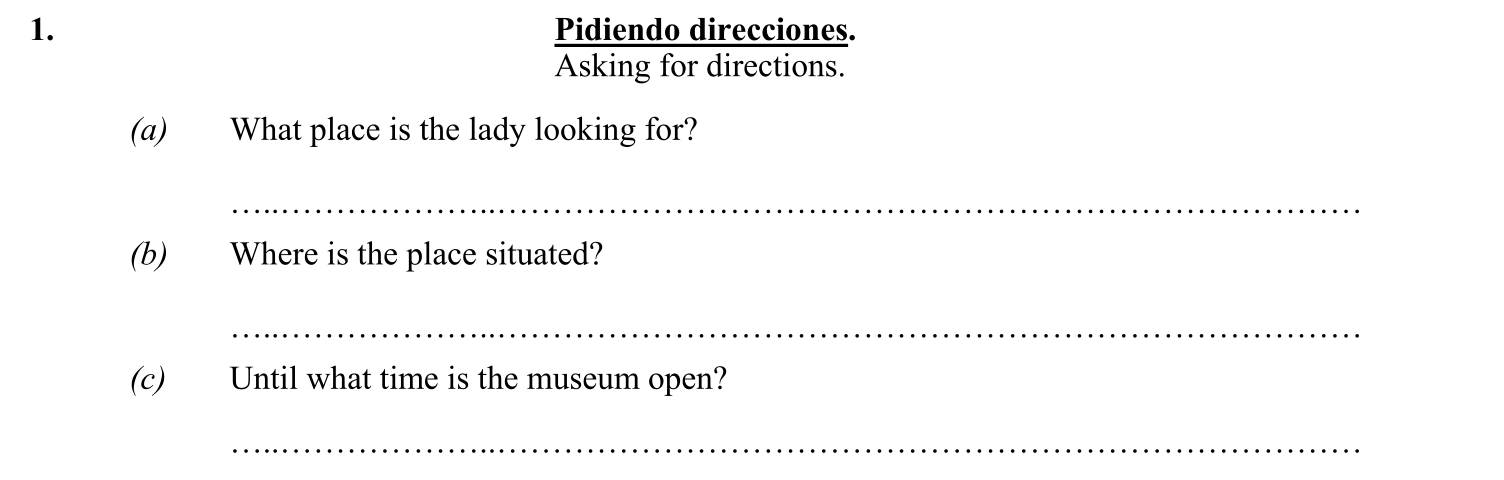 1. Pidiendo direcciones.
Asking for directions.
(a) What place is the lady looking for?
…..…………………..…………………………………………………………………………………
(b) Where is the place situated?
…..…………………..…………………………………………………………………………………
(c) Until what time is the museum open?
…..…………………..…………………………………………………………………………………